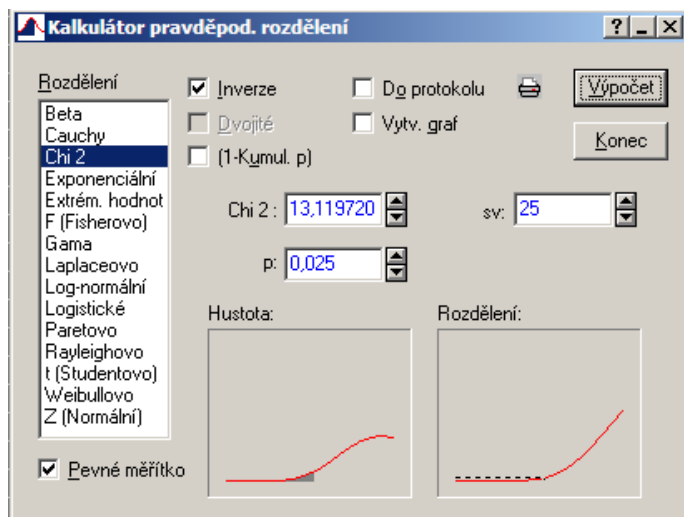 Kalkulátor pravděpod. rozdělení
Rozdělení
Beta
Cauchy
Chi 2
Exponenciální
Extrém. hodnot
F (Fisherovo)
Gama
Laplaceovo
Log-normální
Logistické
Paretovo
Rayleighovo
t (Studentovo)
Weibullovo
Z (Normální)
Pevné měřítko
Inverze
Dvojité
(1-Kumul. p)
Do protokolu
Vytv. graf
Výpočet
Konec
Chi 2 : 13,119720
sv: 25
p: 0,025
Hustota:
Rozdělení: